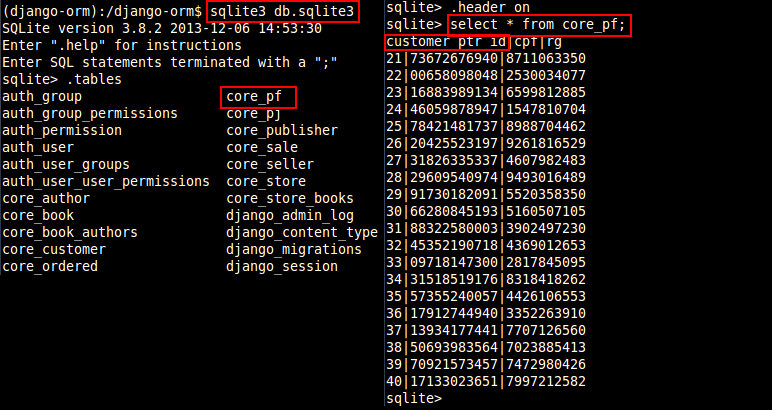 (django-orm):/django-orm$ sqlite3 db.sqlite3
SQLite version 3.8.2 2013-12-06 14:53:30
Enter ".help" for instructions
Enter SQL statements terminated with a ";"
sqlite> .tables
auth_group core_pf
auth_group_permissions core_pj
auth_permission core_publisher
auth_user core_sale
auth_user_groups core_seller
auth_user_user_permissions core_store
core_author core_store_books
core_book django_admin_log
core_book_authors django_content_type
core_customer django_migrations
core_ordered django_session
sqlite> .header on
sqlite> select * from core_pf;
customer_ptr_id|cpf|rg
21|73672676940|8711063350
22|00658098048|2530034077
23|16883989134|6599812885
24|46059878947|1547810704
25|78421481737|8988704462
26|20425523197|9261816529
27|31826335337|4607982483
28|29609540974|9493016489
29|91730182091|5520358350
30|66280845193|5160507105
31|88322580003|3902497230
32|45352190718|4369012653
33|09718147300|2817845095
34|31518519176|8318418262
35|57355240057|4426106553
36|17912744940|3352263910
37|13934177441|7707126560
38|50693983564|7023885413
39|70921573457|7472980426
40|17133023651|7997212582
sqlite>